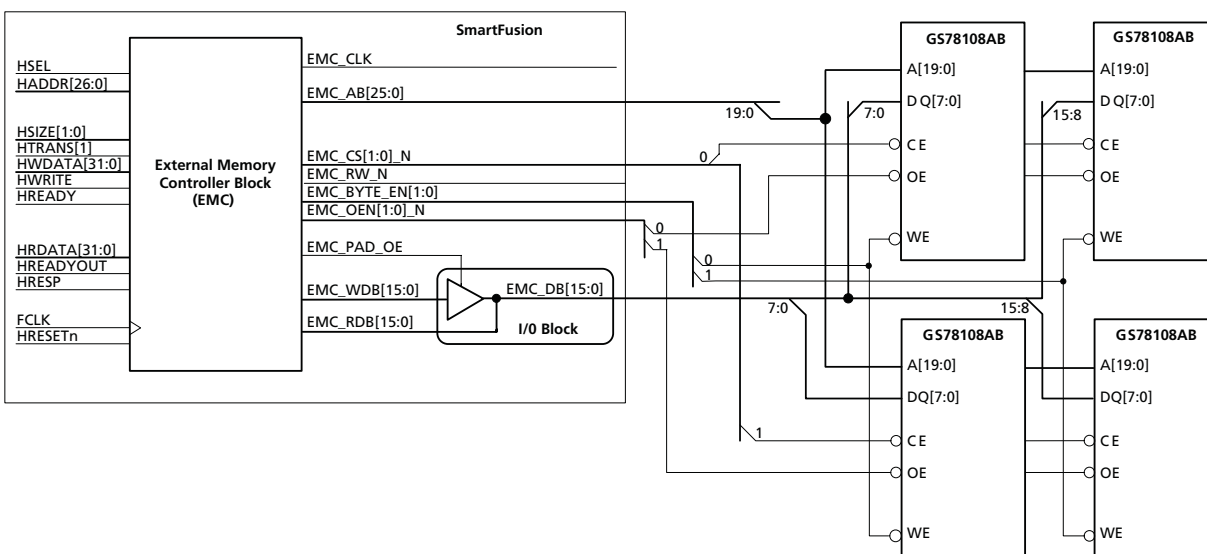 SmartFusion
HSEL
HADDR[26:0]
HSIZE[1:0]
HTRANS[1]
HWDATA[31:0]
HWRITE
HREADY
HRDATA[31:0]
HREADYOUT
HRESP
FCLK
HRESETn
External Memory
Controller Block
(EMC)
EMC_CLK
EMC_AB[25:0]
EMC_CS[1:0]_N
EMC_RW_N
EMC_BYTE_EN[1:0]
EMC_OEN[1:0]_N
EMC_PAD_OE
EMC_WDB[15:0]
EMC_RDB[15:0]
EMC_DB[15:0]
I/0 Block
19:0
7:0
15:8
0
0
1
0
1
7:0
15:8
1
GS78108AB
A[19:0]
DQ[7:0]
CE
OE
WE
GS78108AB
A[19:0]
DQ[7:0]
CE
OE
WE
GS78108AB
A[19:0]
DQ[7:0]
CE
OE
WE
GS78108AB
A[19:0]
DQ[7:0]
CE
OE
WE